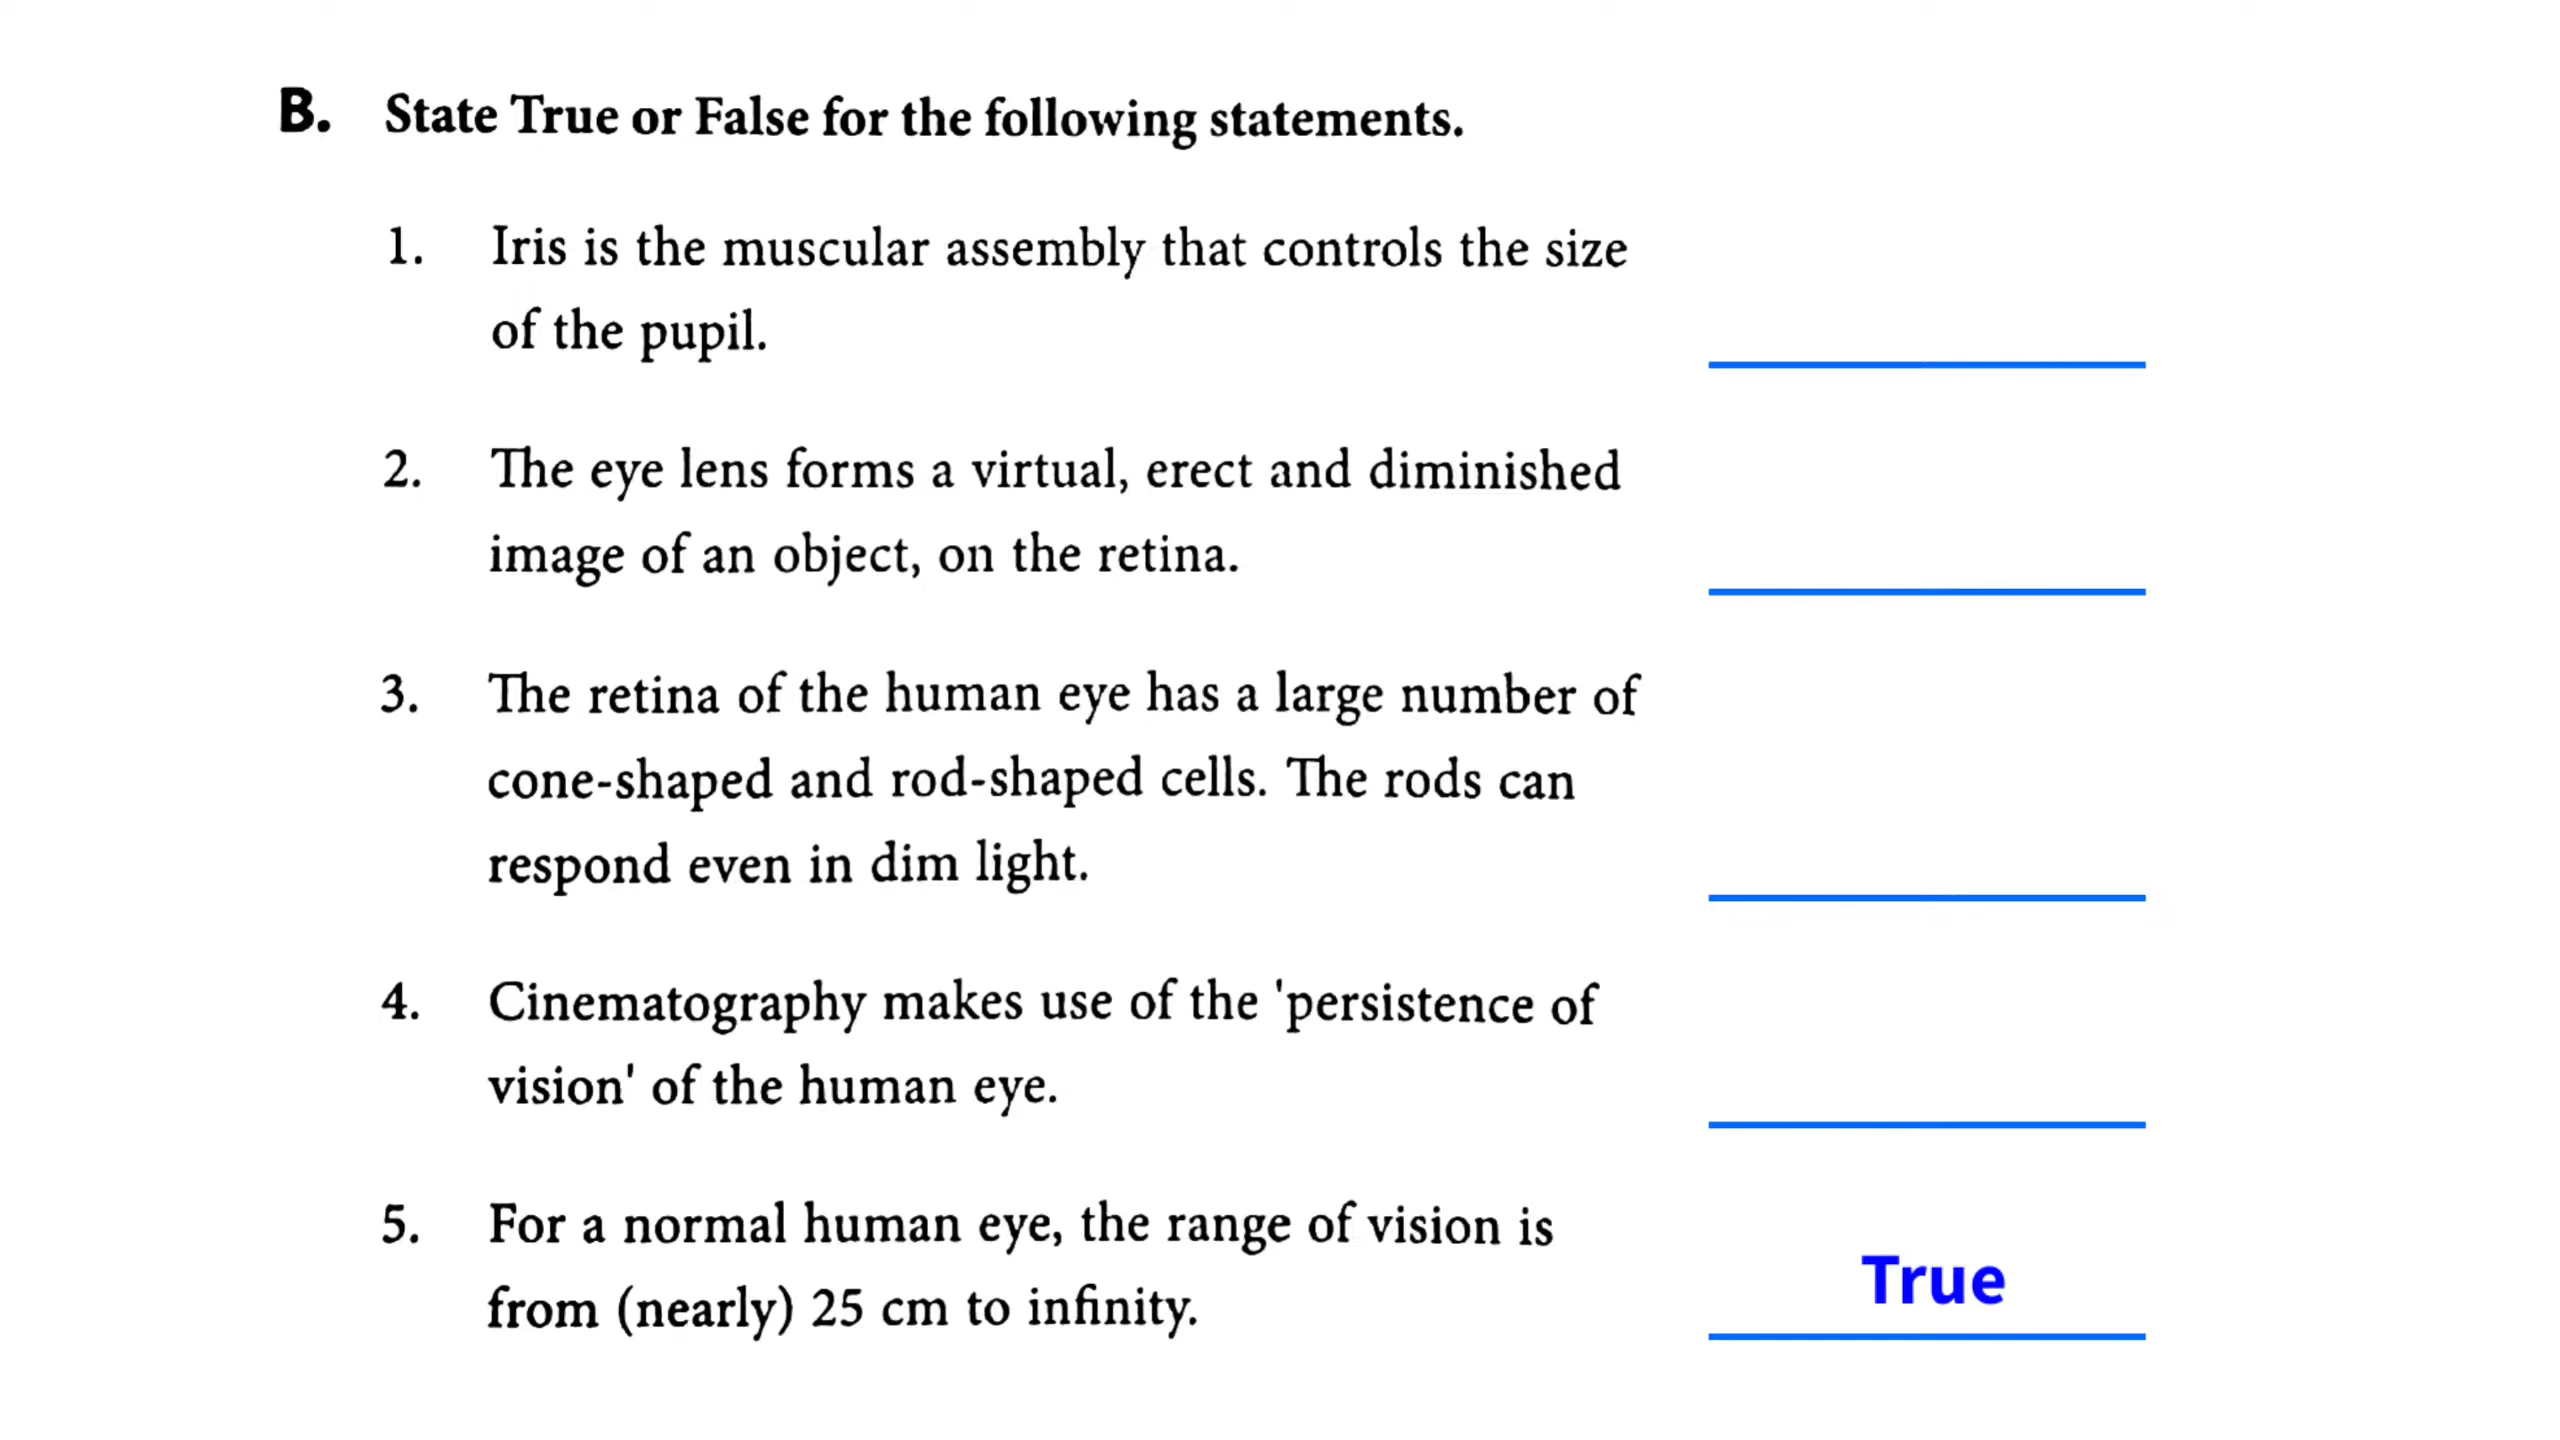 B. State True or False for the following statements.
1. Iris is the muscular assembly that controls the size
of the pupil.
2. The eye lens forms a virtual, erect and diminished
image of an object, on the retina.
3. The retina of the human eye has a large number of
cone-shaped and rod-shaped cells. The rods can
respond even in dim light.
4. Cinematography makes use of the 'persistence of
vision' of the human eye.
5. For a normal human eye, the range of vision is
from (nearly) 25 cm to infinity.
True